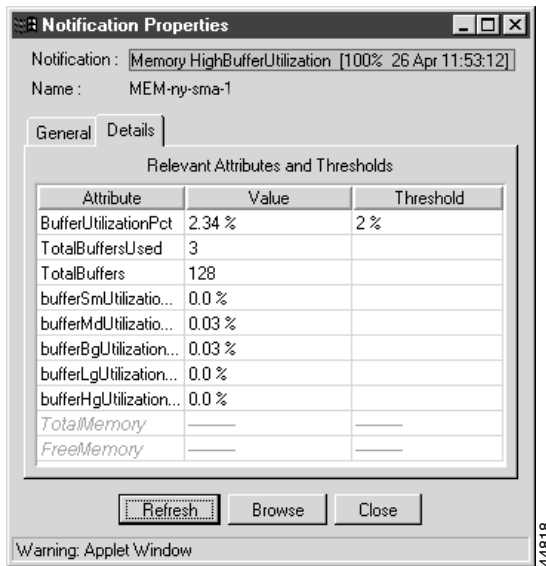 Notification Properties
Notification : Memory HighBufferUtilization [100% 26 Apr 11:53:12]
Name : MEM-ny-sma-1
General Details
Relevant Attributes and Thresholds
Attribute Value Threshold
BufferUtilizationPct 2.34 % 2 %
TotalBuffersUsed 3
TotalBuffers 128
bufferSmUtilizatio... 0.0 %
bufferMdUtilizatio... 0.03 %
bufferBgUtilization... 0.03 %
bufferLgUtilization... 0.0 %
bufferHgUtilization... 0.0 %
TotalMemory
FreeMemory
Refresh Browse Close
Warning: Applet Window
44818